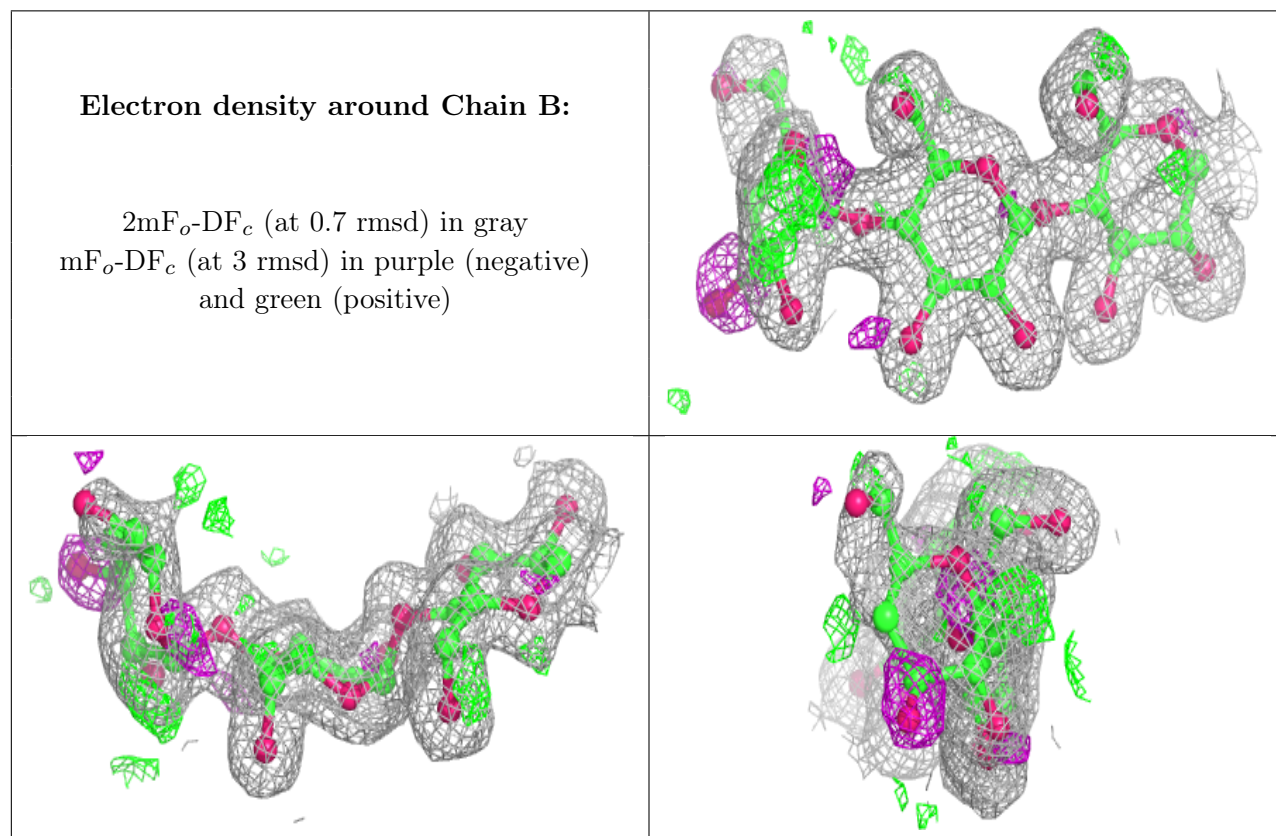 Electron density around Chain B:
2mFo-DFc (at 0.7 rmsd) in gray
mFo-DFc (at 3 rmsd) in purple (negative)
and green (positive)